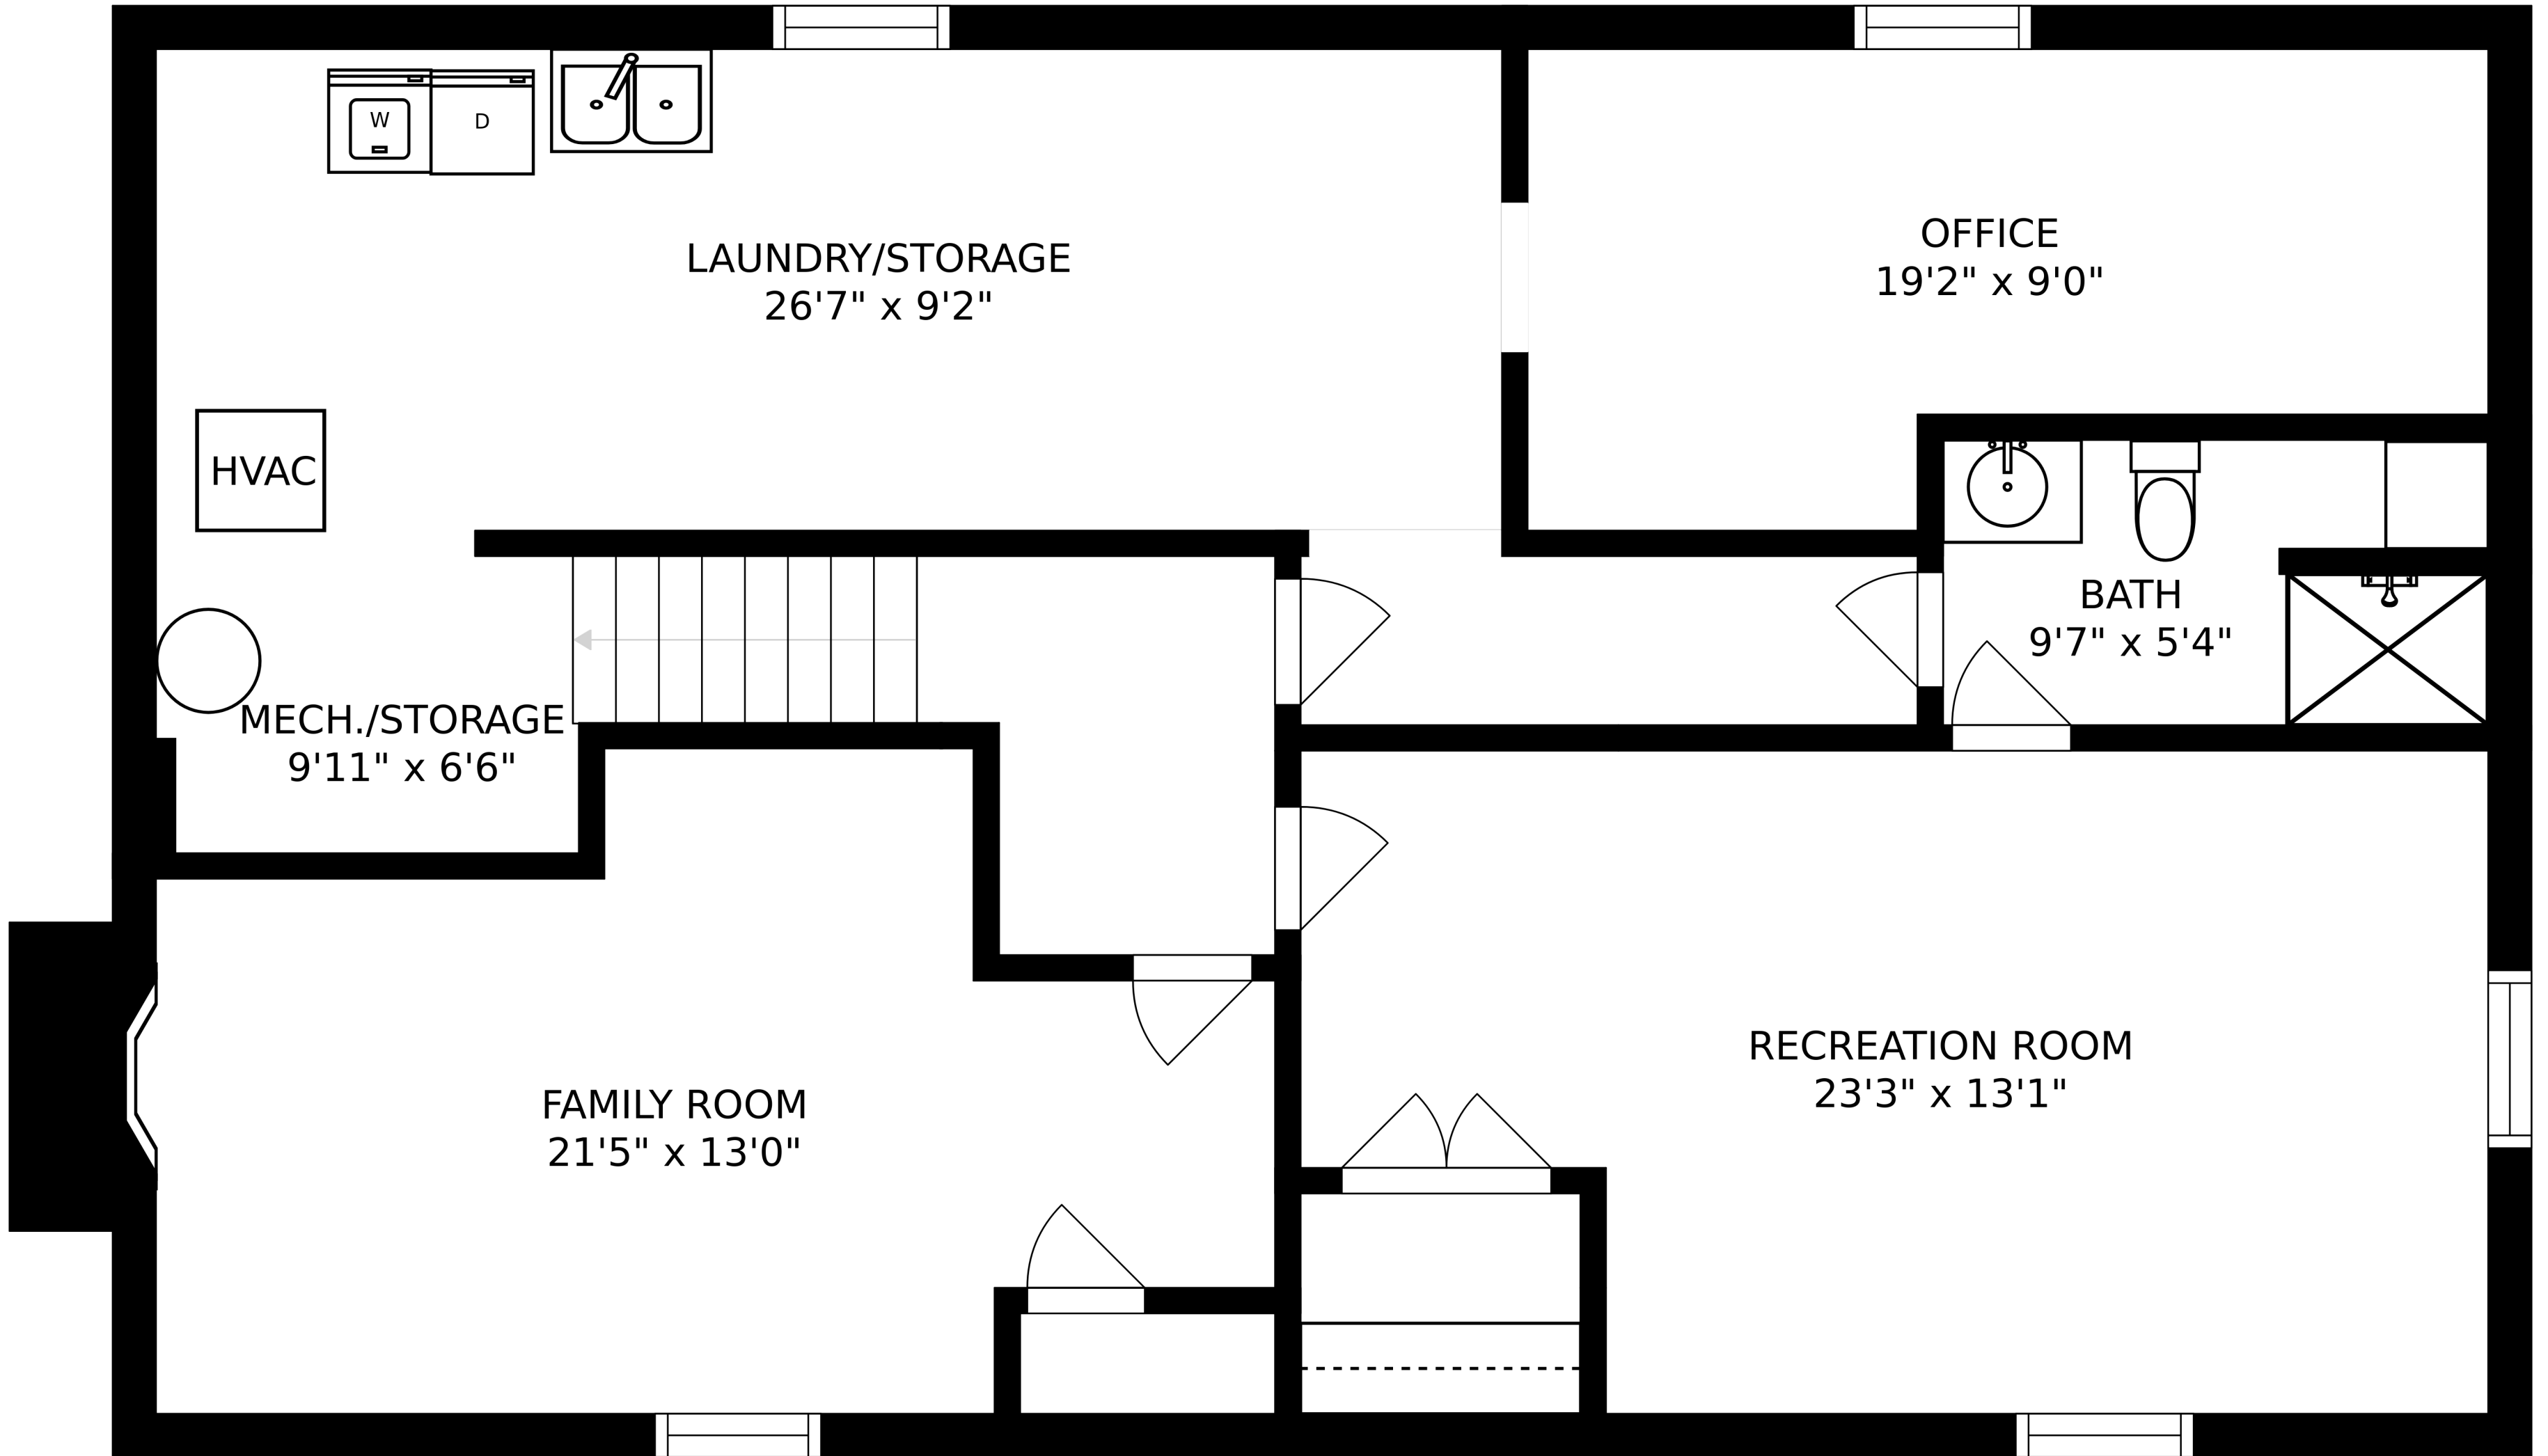 W
D
LAUNDRY/STORAGE
26'7" x 9'2"
OFFICE
19'2" x 9'0"
HVAC
BATH
9'7" x 5'4"
MECH./STORAGE
9'11" x 6'6"
RECREATION ROOM
23'3" x 13'1"
FAMILY ROOM
21'5" x 13'0"